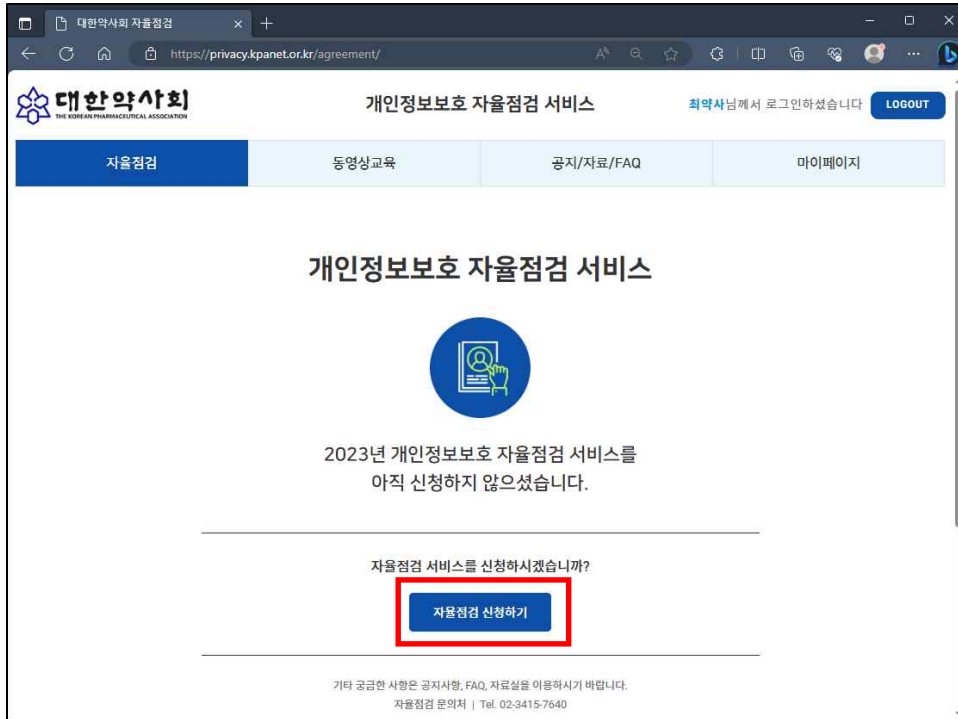 대한약사회 자율점검
https://privacy.kpanet.or.kr/agreement/
대한약사회
THE KOREAN PHARMACEUTICAL ASSOCIATION
개인정보보호 자율점검 서비스
최약사님께서 로그인하셨습니다
LOGOUT
자율점검
동영상교육
공지/자료/FAQ
마이페이지
개인정보보호 자율점검 서비스
2023년 개인정보보호 자율점검 서비스를
아직 신청하지 않으셨습니다.
자율점검 서비스를 신청하시겠습니까?
자율점검 신청하기
기타 궁금한 사항은 공지사항, FAQ, 자료실을 이용하시기 바랍니다.
자율점검 문의처 | Tel. 02-3415-7640